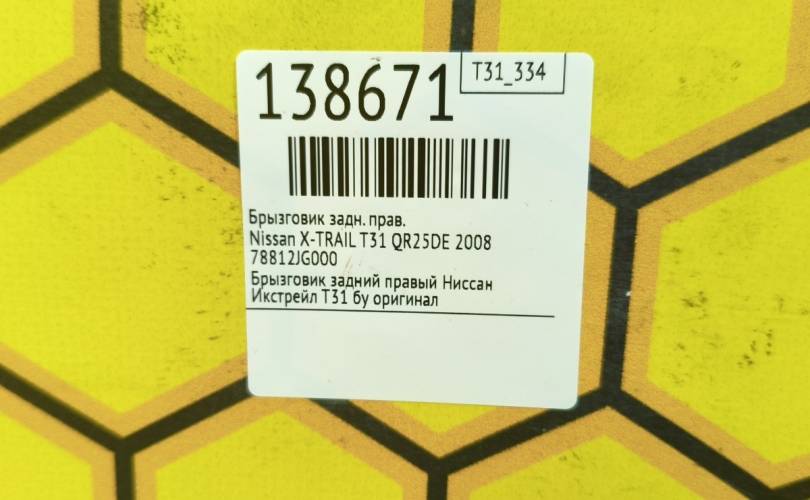 138671
T31_334
Брызговик задн. прав.
Nissan X-TRAIL T31 QR25DE 2008
78812JG000
Брызговик задний правый Ниссан
Икстрейл Т31 бу оригинал